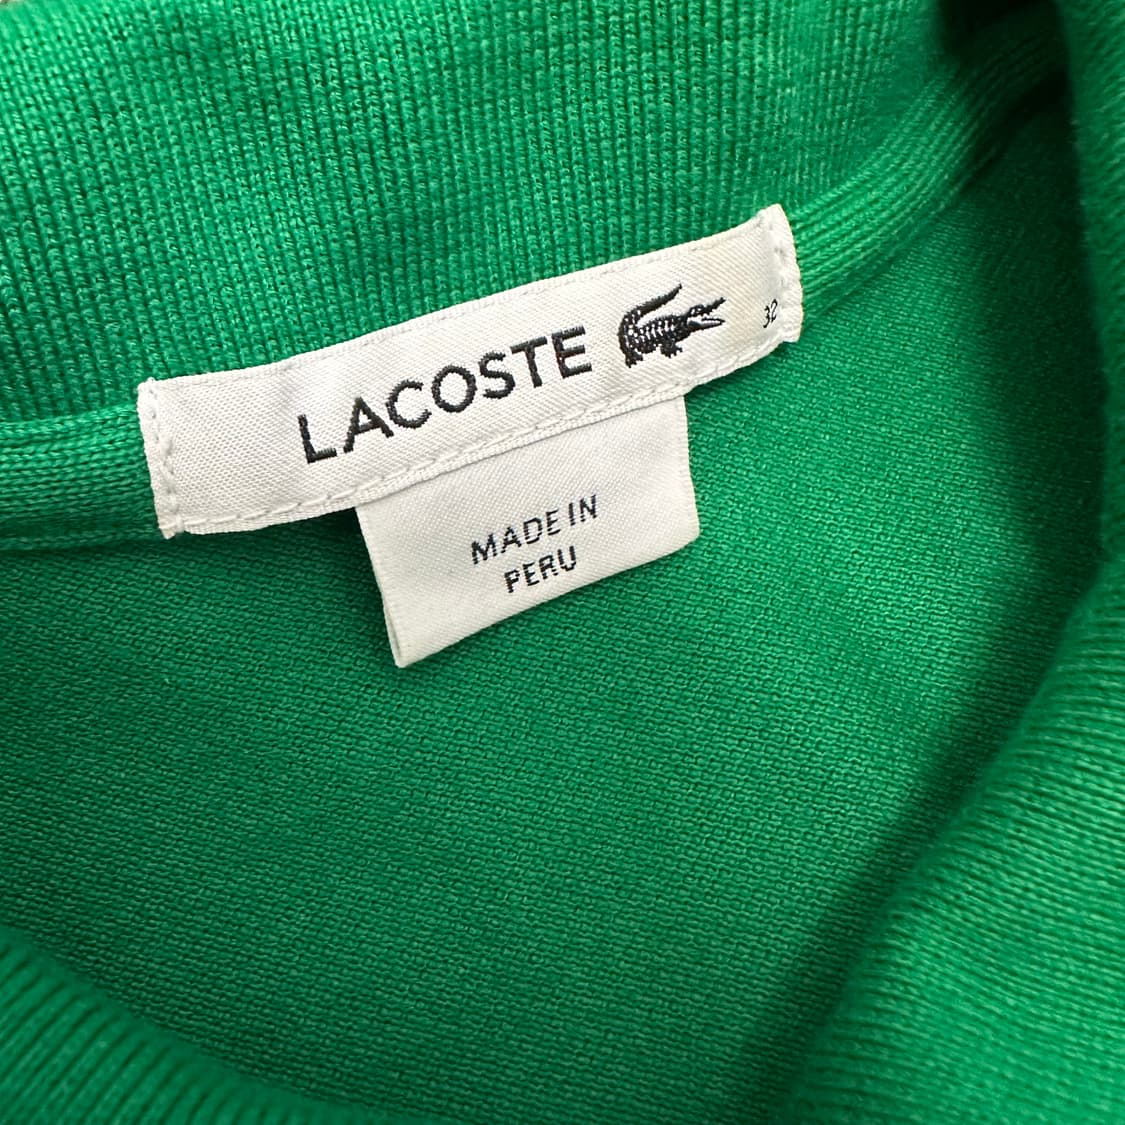 LACOSTE 32
MADE IN
PERU